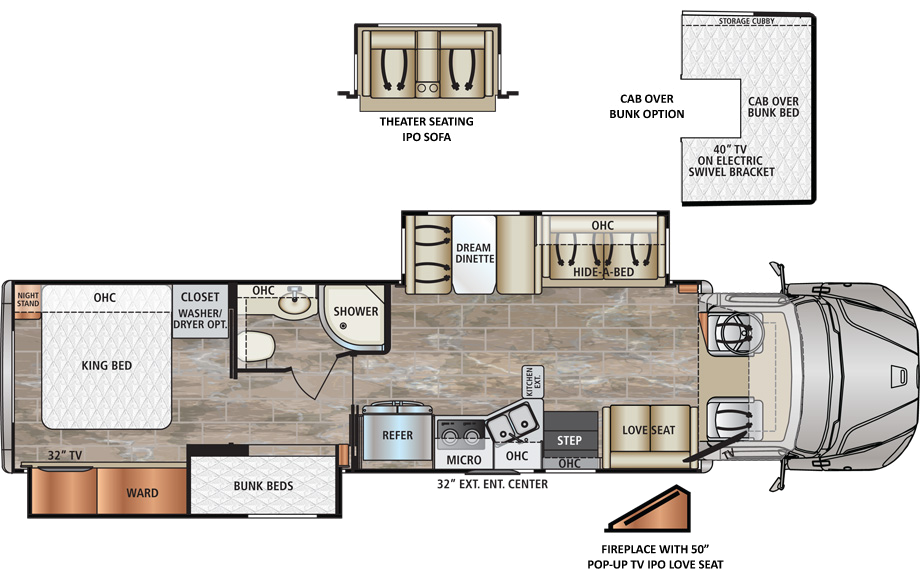 STORAGE CUBBY
CAB OVER
BUNK OPTION
CAB OVER
BUNK BED
40" TV
ON ELECTRIC
SWIVEL BRACKET
THEATER SEATING
IPO SOFA
OHC
DREAM
DINETTE
HIDE-A-BED
NIGHT
STAND
OHC
CLOSET
WASHER/
DRYER OPT.
OHC
SHOWER
KING BED
KITCHEN
EXT.
REFER
MICRO
OHC
STEP
OHC
LOVE SEAT
32" TV
WARD
BUNK BEDS
32" EXT. ENT. CENTER
FIREPLACE WITH 50"
POP-UP TV IPO LOVE SEAT